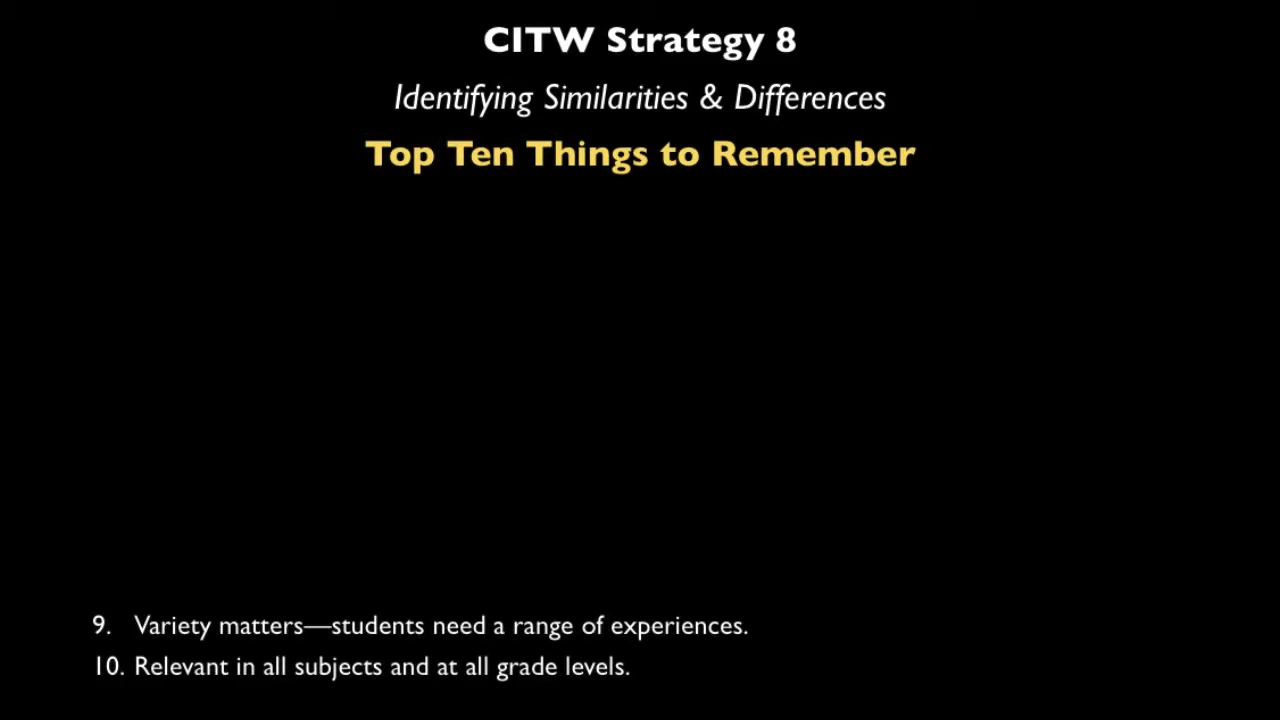 CITW Strategy 8
Identifying Similarities & Differences
Top Ten Things to Remember
9. Variety matters—students need a range of experiences.
10. Relevant in all subjects and at all grade levels.